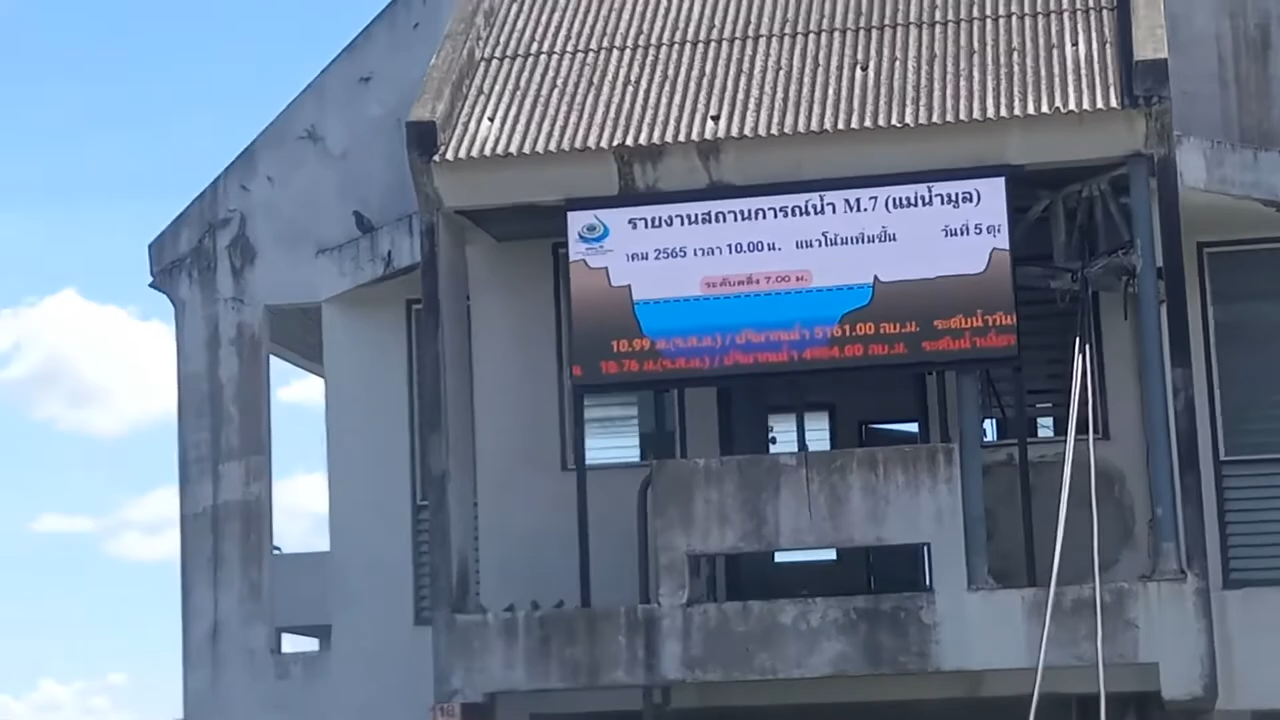 รายงานสถานการณ์น้ำ M.7 (แม่น้ำมูล)
าคม 2565 เวลา 10.00 น. แนวโน้มเพิ่มขึ้น วันที่ 5 ตุล
ระดับตลิ่ง 7.00 ม.
10.99 ม.(ร.ส.ม.) / ปริมาณน้ำ 5161.00 ลบ.ม. ระดับน้ำวัน
10.76 ม.(ร.ส.ม.) / ปริมาณน้ำ 4984.00 ลบ.ม. ระดับน้ำเมื่อว
18